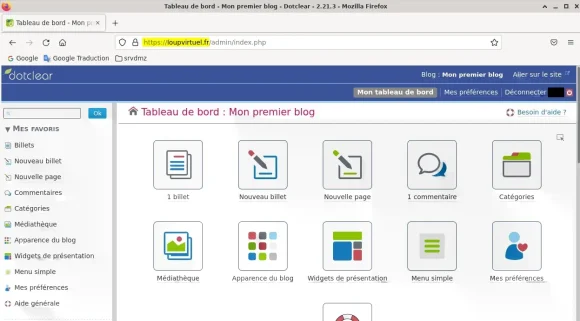 Tableau de bord - Mon premier blog - Dotclear - 2.21.3 - Mozilla Firefox
Tableau de bord - Mon p
https://loupvirtuel.fr/admin/index.php
Google Google Traduction srvdmz
dotclear
Blog : Mon premier blog Aller sur le site
Mon tableau de bord Mes préférences Déconnecter
Ok
Tableau de bord : Mon premier blog
Besoin d'aide ?
Mes favoris
Billets
Nouveau billet
Nouvelle page
Commentaires
Catégories
Médiathèque
Apparence du blog
Widgets de présentation
Menu simple
Mes préférences
Aide générale
1 billet Nouveau billet Nouvelle page 1 commentaire Catégories
Médiathèque Apparence du blog Widgets de présentation Menu simple Mes préférences